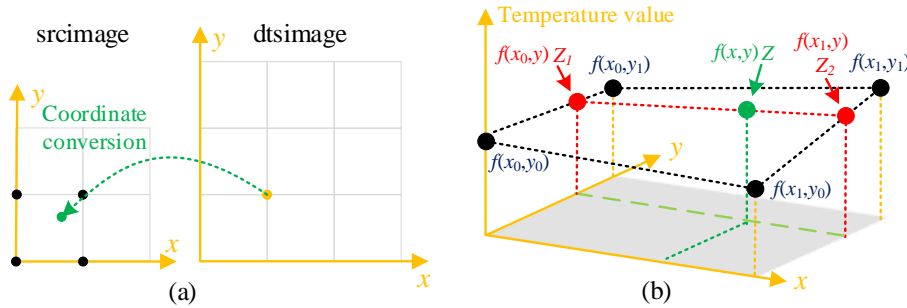 srcimage
dtsimage
y
y
Coordinate
conversion
x
x
(a)
Temperature value
f(x0,y) Z1
f(x0,y1)
f(x,y) Z
f(x1,y)
Z2
f(x1,y1)
f(x0,y0)
y
f(x1,y0)
x
(b)